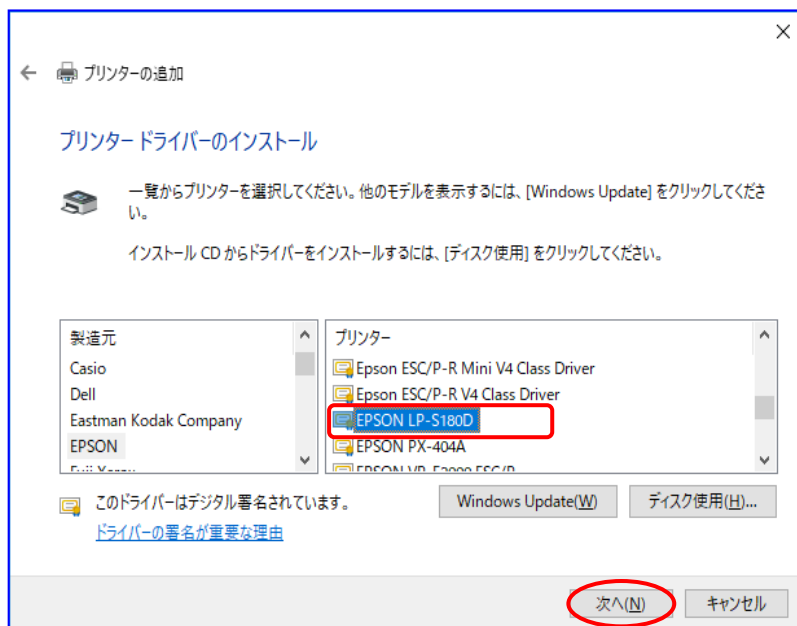 プリンターの追加
プリンター ドライバーのインストール
一覧からプリンターを選択してください。他のモデルを表示するには、[Windows Update] をクリックしてくださ
い。
インストール CD からドライバーをインストールするには、[ディスク使用] をクリックしてください。
製造元
Casio
Dell
Eastman Kodak Company
EPSON
プリンター
Epson ESC/P-R Mini V4 Class Driver
Epson ESC/P-R V4 Class Driver
EPSON LP-S180D
EPSON PX-404A
このドライバーはデジタル署名されています。
Windows Update(W)
ディスク使用(H)...
ドライバーの署名が重要な理由
次へ(N)
キャンセル